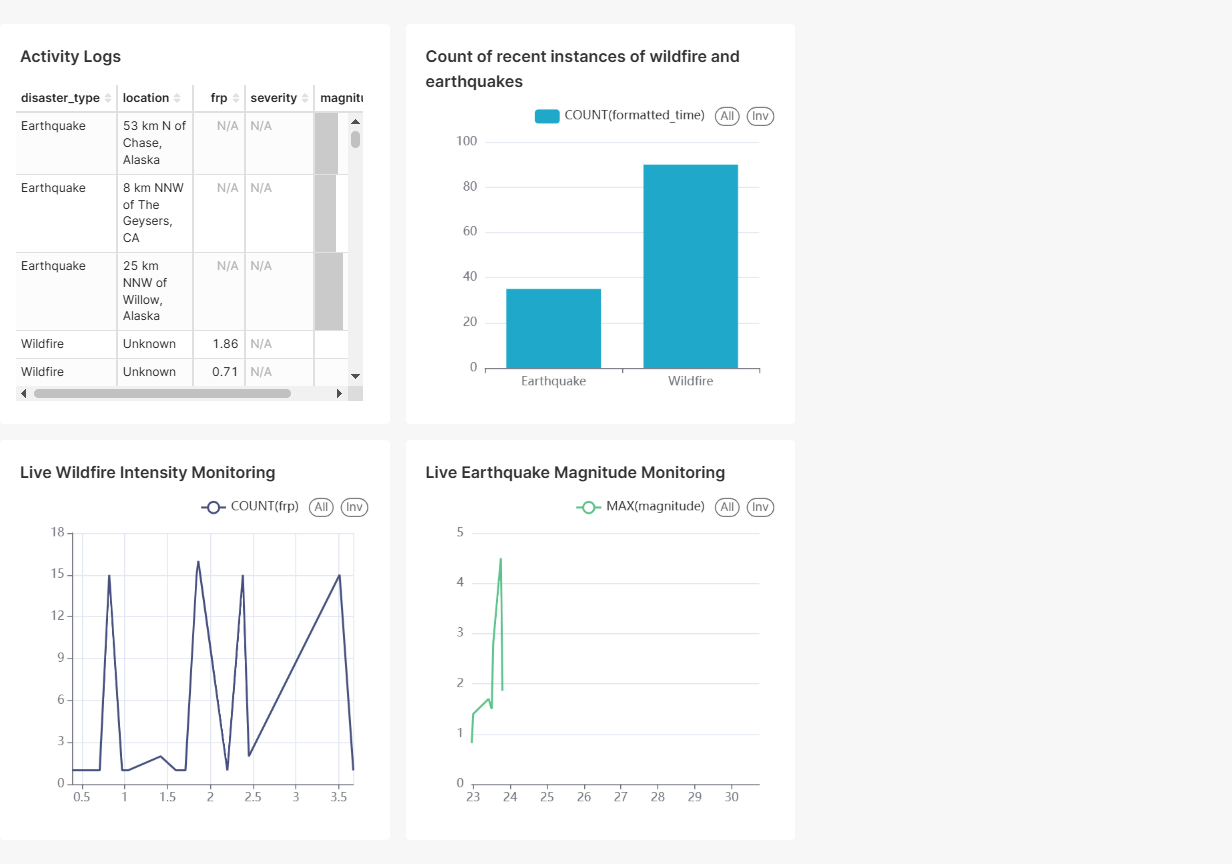 Activity Logs
disaster_type location frp severity magnitu
Earthquake 53 km N of N/A N/A
Chase,
Alaska
Earthquake 8 km NNW N/A N/A
of The
Geysers,
CA
Earthquake 25 km N/A N/A
NNW of
Willow,
Alaska
Wildfire Unknown 1.86 N/A
Wildfire Unknown 0.71 N/A
Count of recent instances of wildfire and
earthquakes
COUNT(formatted_time) All Inv
100
80
60
40
20
0
Earthquake Wildfire
Live Wildfire Intensity Monitoring
COUNT(frp) All Inv
18
15
12
9
6
3
0
0.5 1 1.5 2 2.5 3 3.5
Live Earthquake Magnitude Monitoring
MAX(magnitude) All Inv
5
4
3
2
1
0
23 24 25 26 27 28 29 30